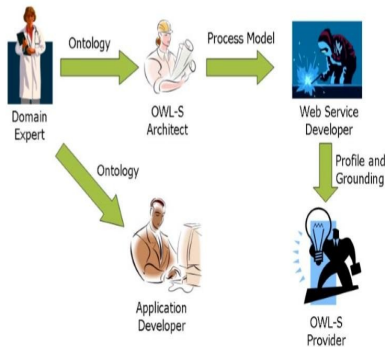 Ontology
Process Model
Domain
Expert
OWL-S
Architect
Web Service
Developer
Ontology
Profile and
Grounding
Application
Developer
OWL-S
Provider